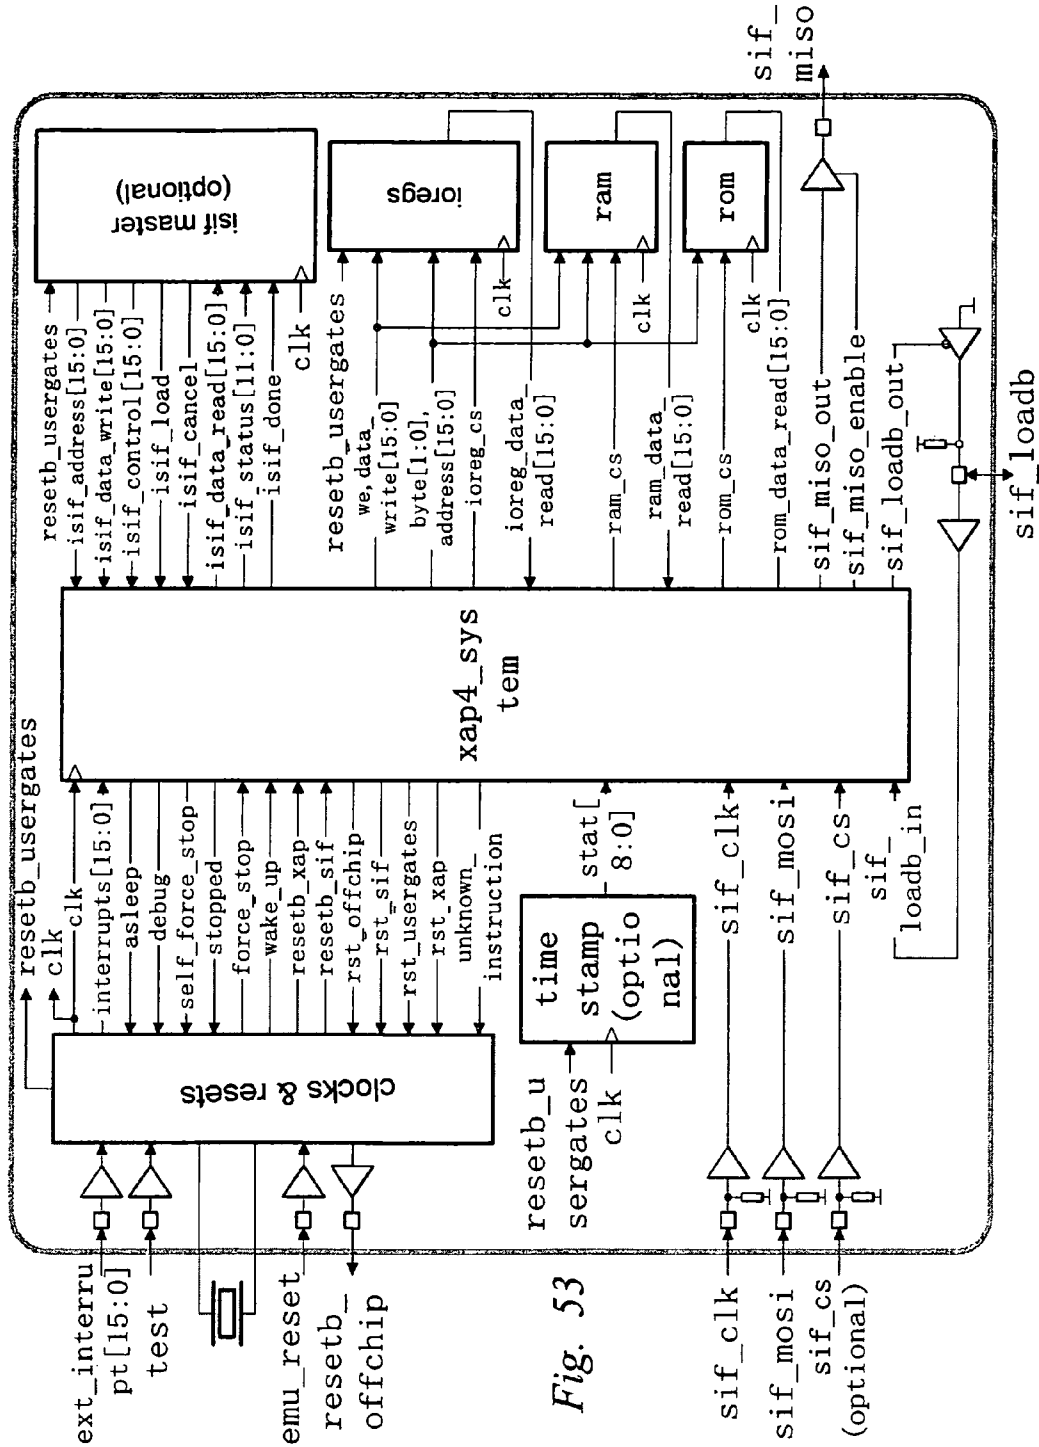 ext_interru
pt[15:0]
test
emu_reset
resetb_
offchip
Fig. 53
sif_clk
sif_mosi
sif_cs
(optional)
resetb_usergates
clk
clocks & resets
clk
interrupts[15:0]
asleep
debug
self_force_stop
stopped
force_stop
wake_up
resetb_xap
resetb_sif
rst_offchip
rst_sif
rst_usergates
rst_xap
unknown_
instruction
resetb_u
sergates
clk
time
stamp
(optio
nal)
stat[
8:0]
sif_clk
sif_mosi
sif_cs
sif_
loadb_in
xap4_sys
tem
resetb_usergates
isif_address[15:0]
isif_data_write[15:0]
isif_control[15:0]
isif_load
isif_cancel
isif_data_read[15:0]
isif_status[11:0]
isif_done
clk
isif master
(optional)
resetb_usergates
we,data_
write[15:0]
byte[1:0],
address[15:0]
ioreg_cs
clk
ioreg_data_
read[15:0]
ioregs
ram_cs
clk
ram_data_
read[15:0]
ram
rom_cs
clk
rom_data_read[15:0]
rom
sif_miso_out
sif_miso_enable
sif_loadb_out
sif_
miso
sif_loadb